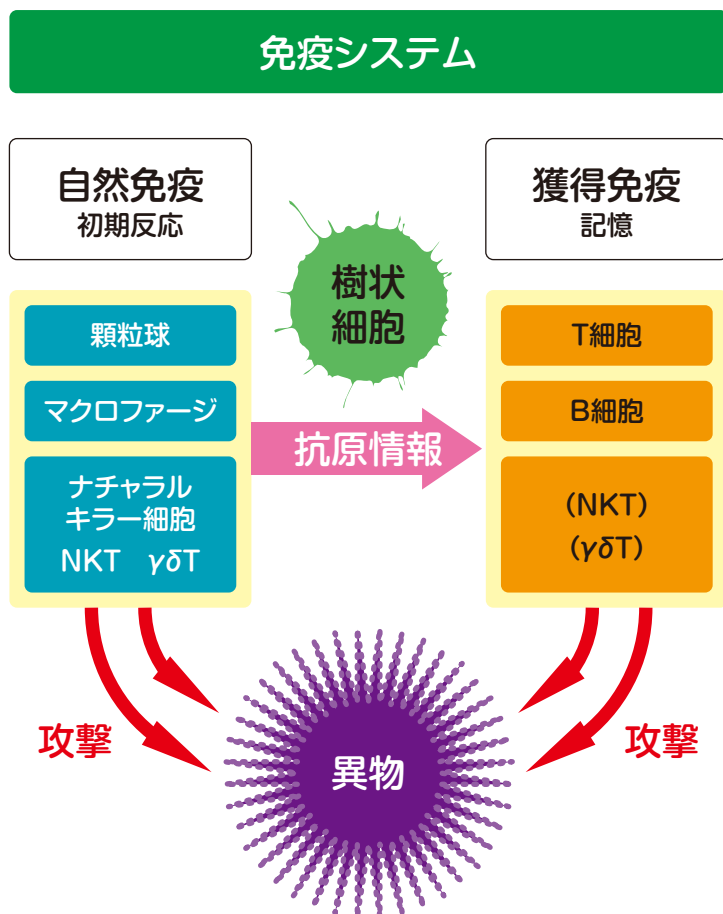 免疫システム
自然免疫
初期反応
獲得免疫
記憶
樹状
細胞
顆粒球
マクロファージ
ナチャラル
キラー細胞
NKT γδT
抗原情報
T細胞
B細胞
(NKT)
(γδT)
攻撃
異物
攻撃